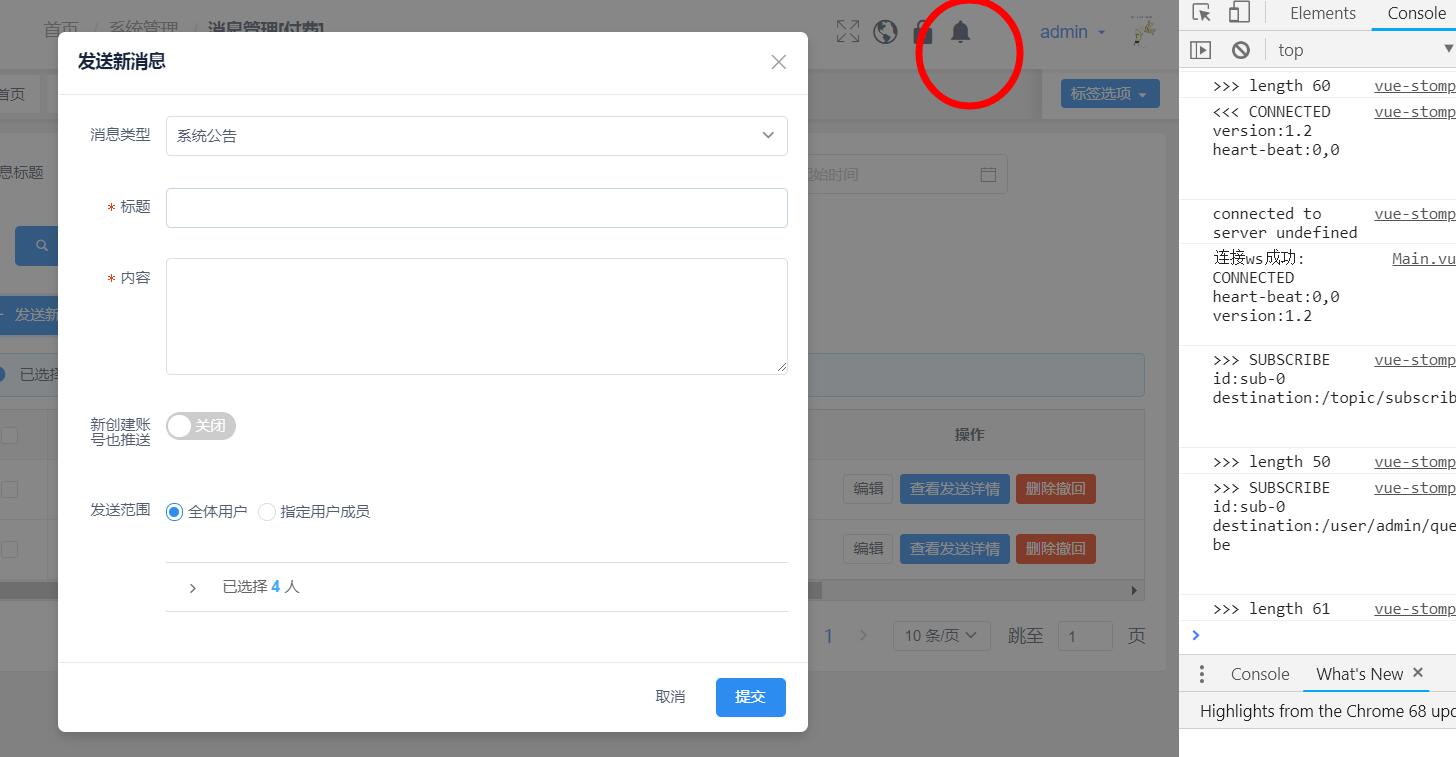 首页 / 系统管理 / 消息管理[付费]
admin
首页
标签选项
发送新消息
消息类型
系统公告
息标题
起始时间
* 标题
* 内容
发送新
已选择
新创建账
号也推送
关闭
操作
发送范围
全体用户
指定用户成员
编辑
查看发送详情
删除撤回
编辑
查看发送详情
删除撤回
已选择 4 人
1
10 条/页
跳至
1
页
取消
提交
Elements
Console
top
>>> length 60 vue-stomp
<<< CONNECTED vue-stomp
version:1.2
heart-beat:0,0
connected to vue-stomp
server undefined
连接ws成功: Main.vu
CONNECTED
heart-beat:0,0
version:1.2
>>> SUBSCRIBE vue-stomp
id:sub-0
destination:/topic/subscrib
>>> length 50 vue-stomp
>>> SUBSCRIBE vue-stomp
id:sub-0
destination:/user/admin/que
be
>>> length 61 vue-stomp
Console
What's New
Highlights from the Chrome 68 upd